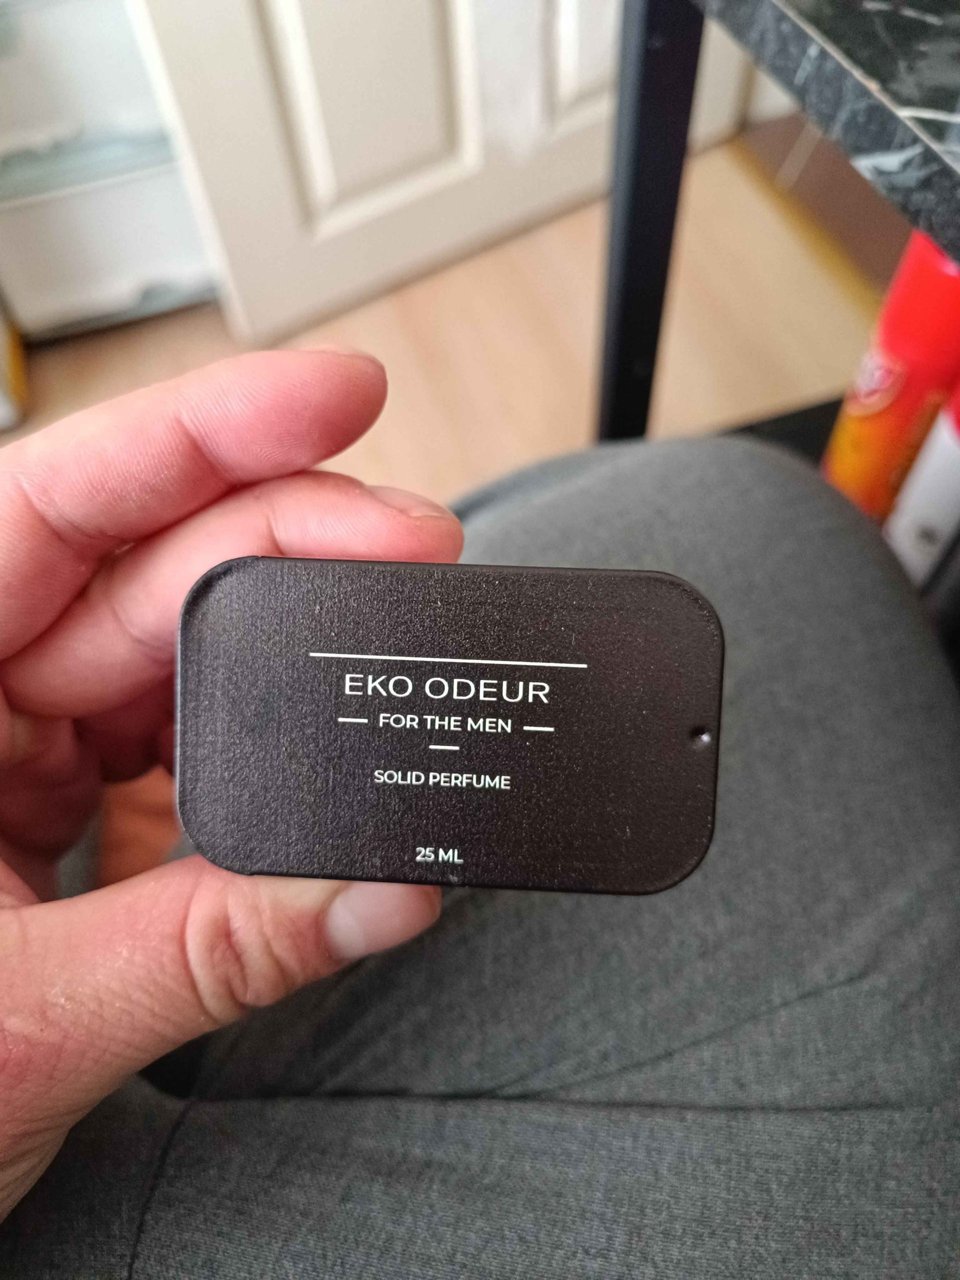 EKO ODEUR
FOR THE MEN
SOLID PERFUME
25 ML